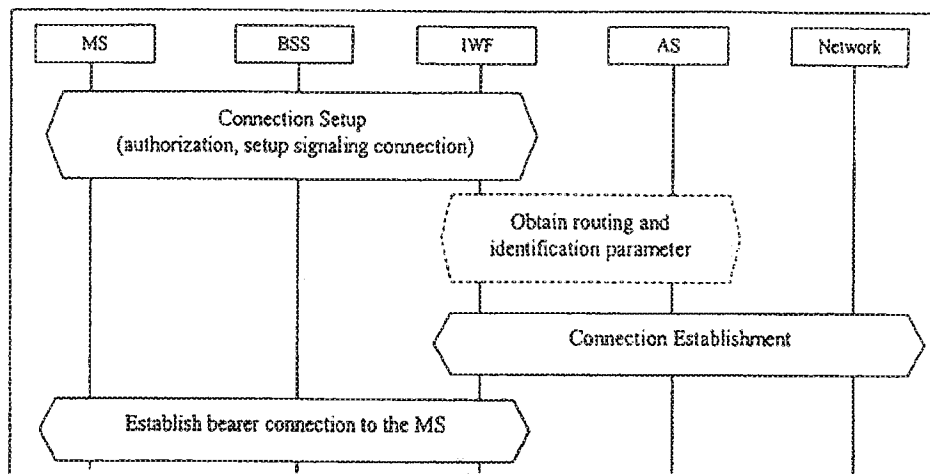 MS BSS IWF AS Network
Connection Setup
(authorization, setup signaling connection)
Obtain routing and
identification parameter
Connection Establishment
Establish bearer connection to the MS